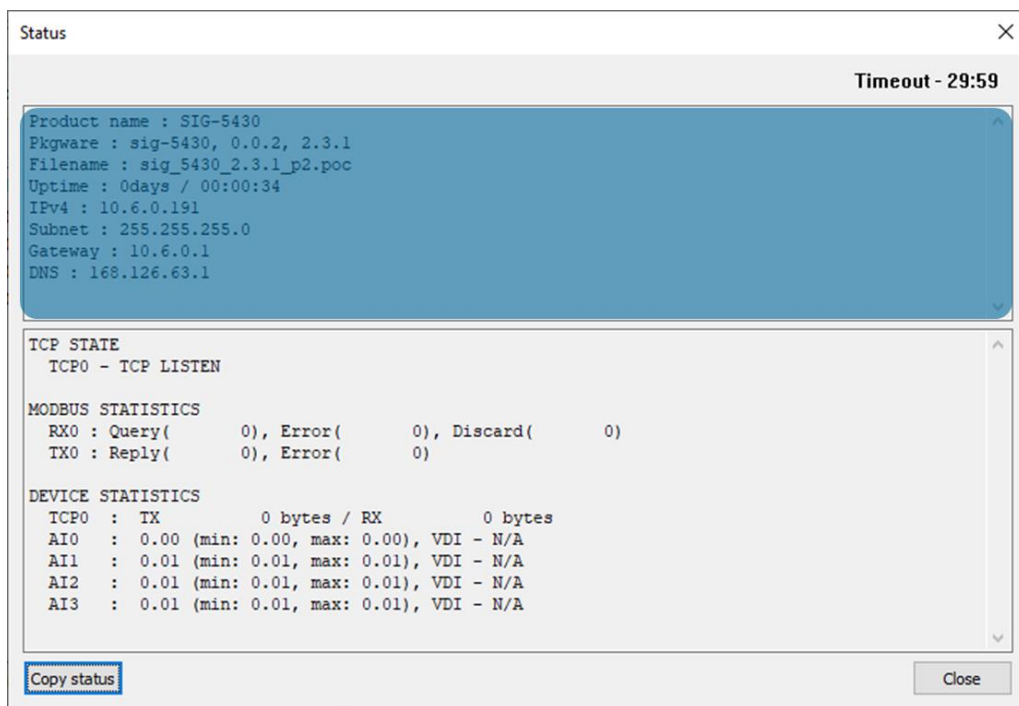 Status
Timeout - 29:59
Product name : SIG-5430
Pkgware : sig-5430, 0.0.2, 2.3.1
Filename : sig_5430_2.3.1_p2.poc
Uptime : 0days / 00:00:34
IPv4 : 10.6.0.191
Subnet : 255.255.255.0
Gateway : 10.6.0.1
DNS : 168.126.63.1
TCP STATE
TCP0 - TCP LISTEN
MODBUS STATISTICS
RX0 : Query( 0), Error( 0), Discard( 0)
TX0 : Reply( 0), Error( 0)
DEVICE STATISTICS
TCP0 : TX 0 bytes / RX 0 bytes
AI0 : 0.00 (min: 0.00, max: 0.00), VDI - N/A
AI1 : 0.01 (min: 0.01, max: 0.01), VDI - N/A
AI2 : 0.01 (min: 0.01, max: 0.01), VDI - N/A
AI3 : 0.01 (min: 0.01, max: 0.01), VDI - N/A
Copy status
Close